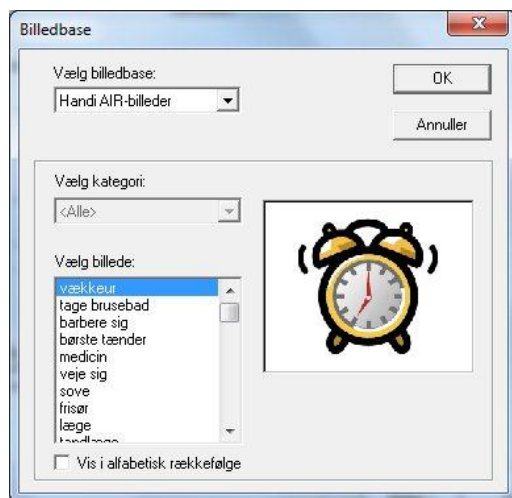 Billedbase
Vælg billedbase:
Handi AIR-billeder
OK
Annuller
Vælg kategori:
<Alle>
Vælg billede:
vækkeur
tage brusebad
barbere sig
børste tænder
medicin
veje sig
sove
frisør
læge
tandlæge
Vis i alfabetisk rækkefølge